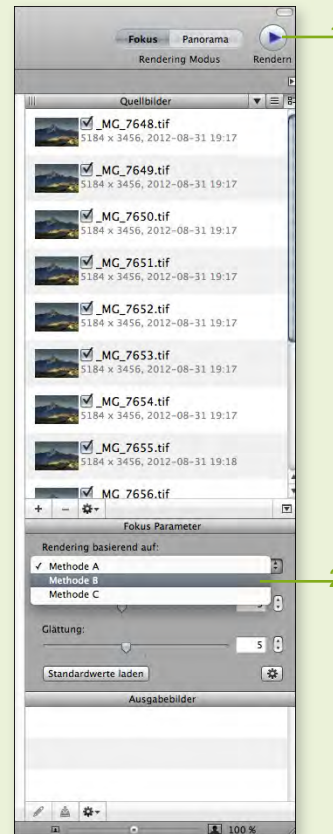 Fokus Panorama
Rendering Modus Rendern
Quellbilder
_MG_7648.tif
5184 x 3456, 2012-08-31 19:17
_MG_7649.tif
5184 x 3456, 2012-08-31 19:17
_MG_7650.tif
5184 x 3456, 2012-08-31 19:17
_MG_7651.tif
5184 x 3456, 2012-08-31 19:17
_MG_7652.tif
5184 x 3456, 2012-08-31 19:17
_MG_7653.tif
5184 x 3456, 2012-08-31 19:17
_MG_7654.tif
5184 x 3456, 2012-08-31 19:17
_MG_7655.tif
5184 x 3456, 2012-08-31 19:18
_MG_7656.tif
Fokus Parameter
Rendering basierend auf:
Methode A
Methode B
Methode C
Glättung:
5
Standardwerte laden
Ausgabebilder
100 %